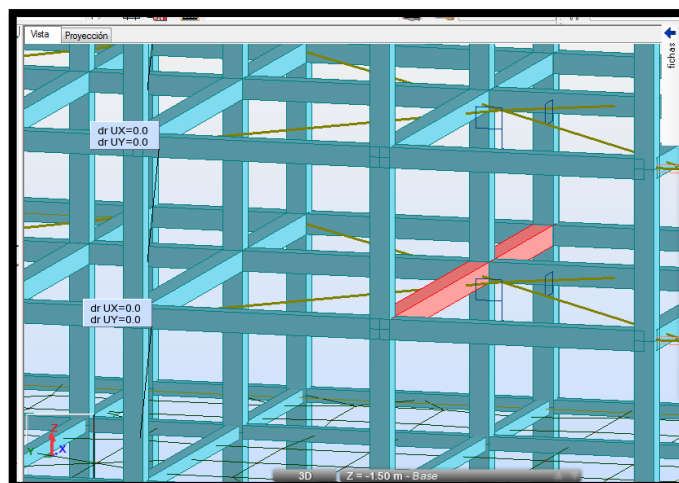 Vista
Proyección
fichas
dr UX=0.0
dr UY=0.0
dr UX=0.0
dr UY=0.0
Z
Y
X
3D
Z = -1.50 m - Base